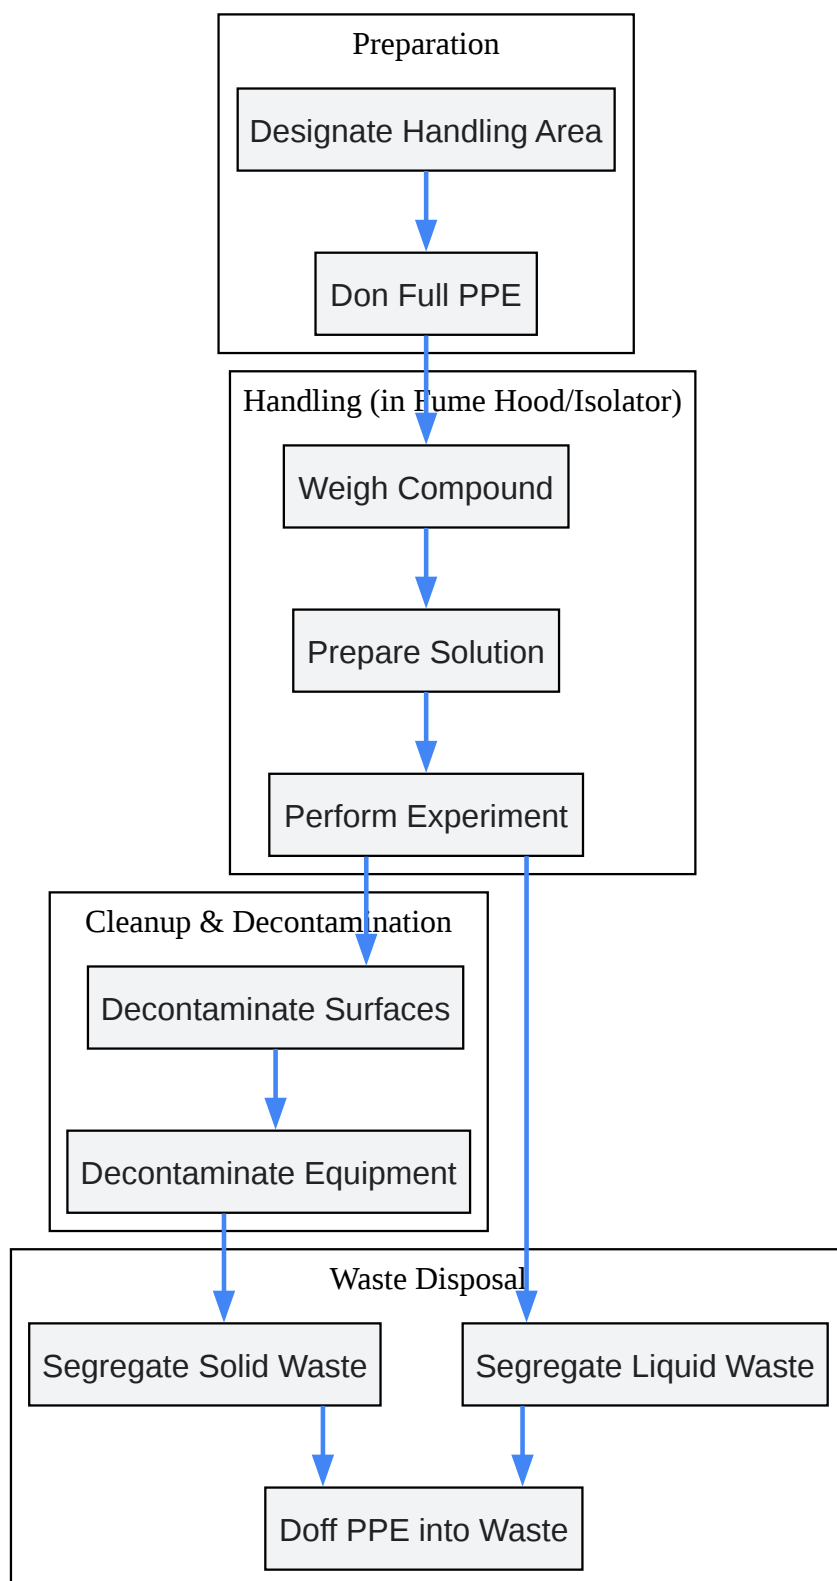 Preparation
Designate Handling Area
Don Full PPE
Handling (in Fume Hood/Isolator)
Weigh Compound
Prepare Solution
Perform Experiment
Cleanup & Decontamination
Decontaminate Surfaces
Decontaminate Equipment
Waste Disposal
Segregate Solid Waste
Segregate Liquid Waste
Doff PPE into Waste